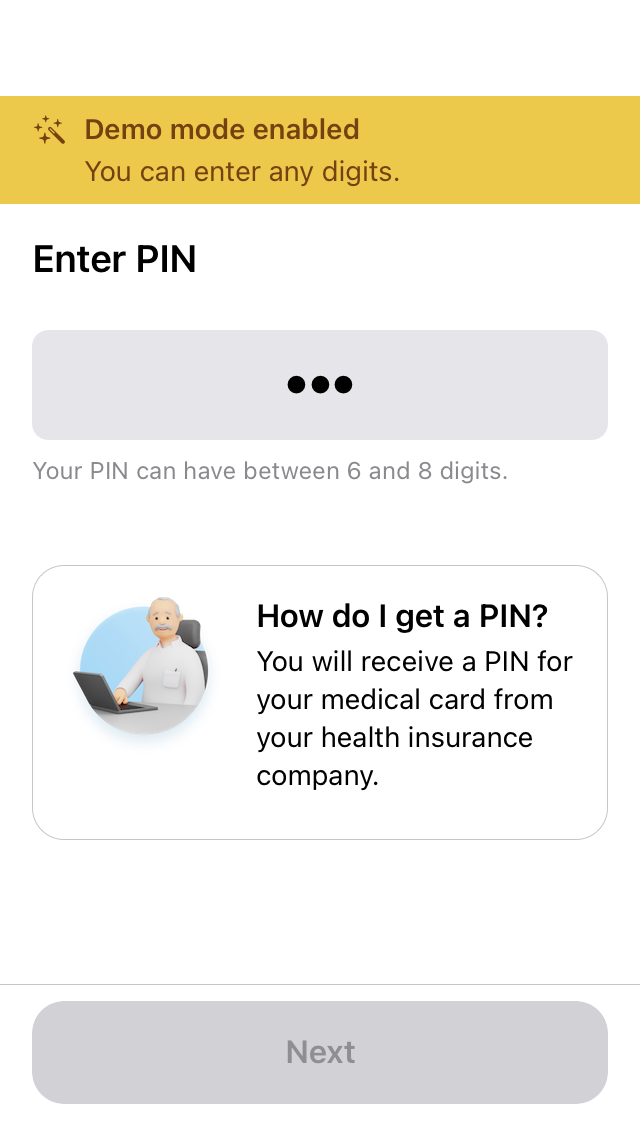 Demo mode enabled
You can enter any digits.
Enter PIN
•••
Your PIN can have between 6 and 8 digits.
How do I get a PIN?
You will receive a PIN for
your medical card from
your health insurance
company.
Next